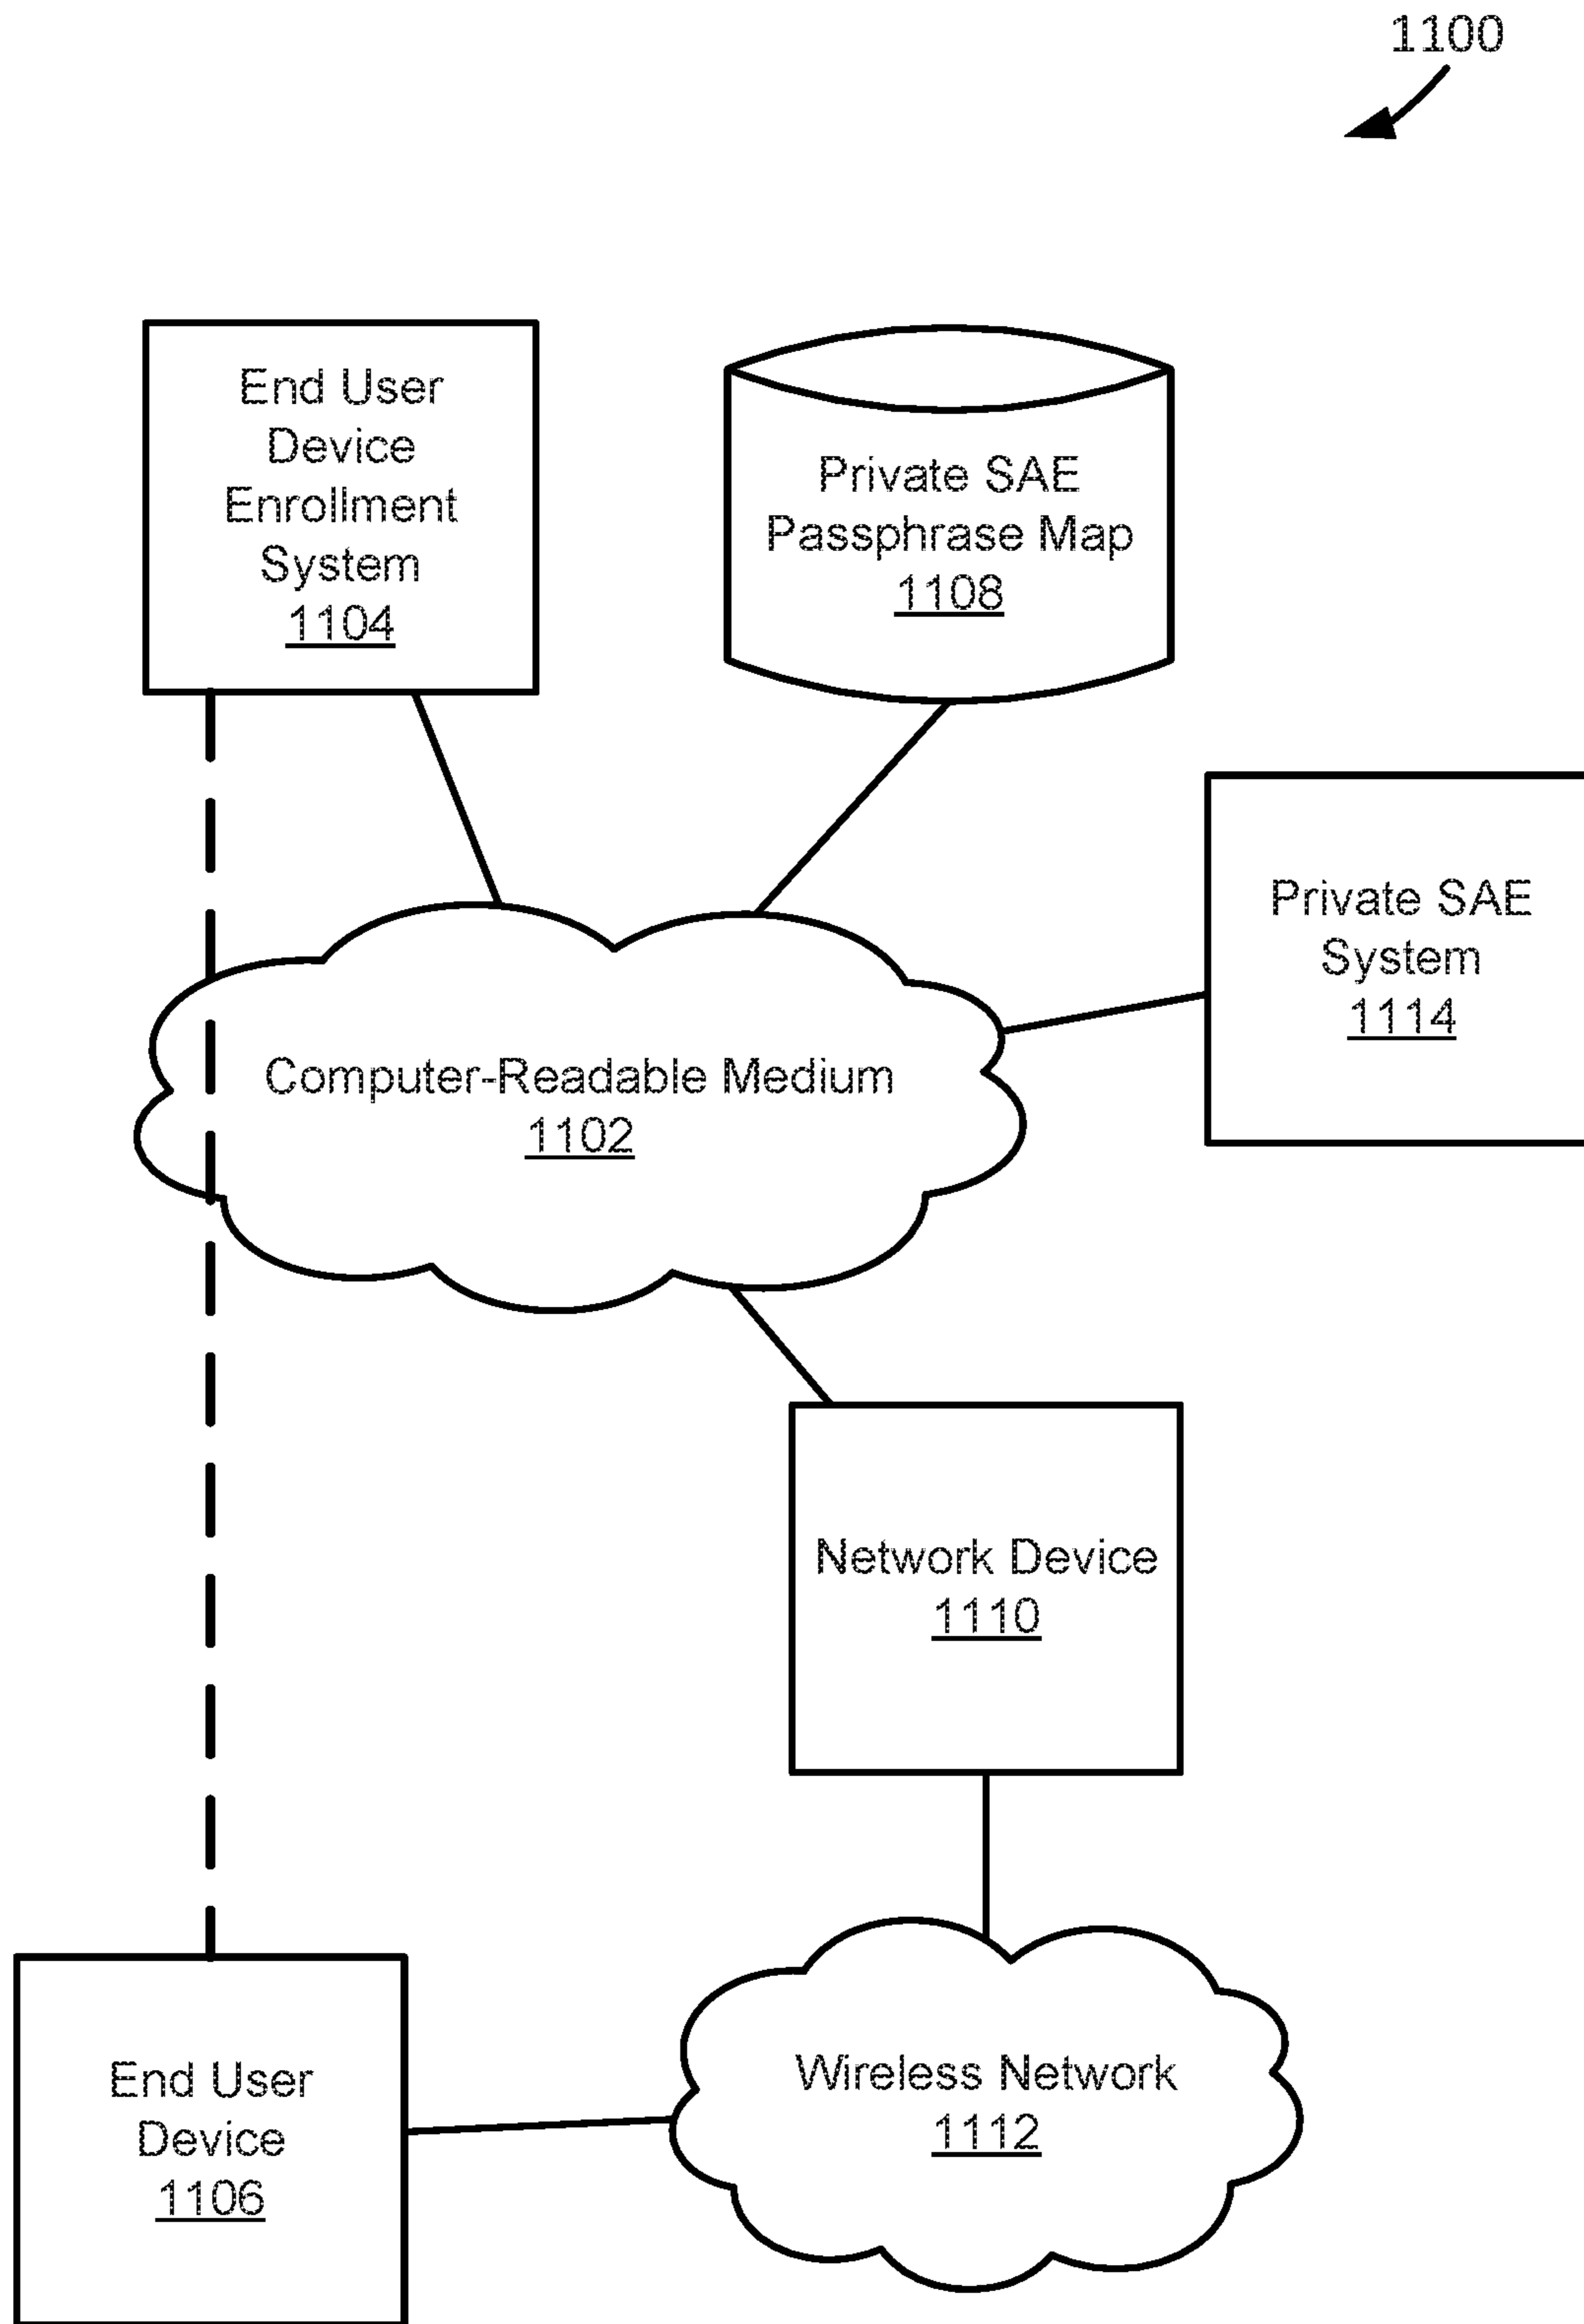 1100
End User
Device
Enrollment
System
1104
Private SAE
Passphrase Map
1108
Private SAE
System
1114
Computer-Readable Medium
1102
Network Device
1110
Wireless Network
1112
End User
Device
1106